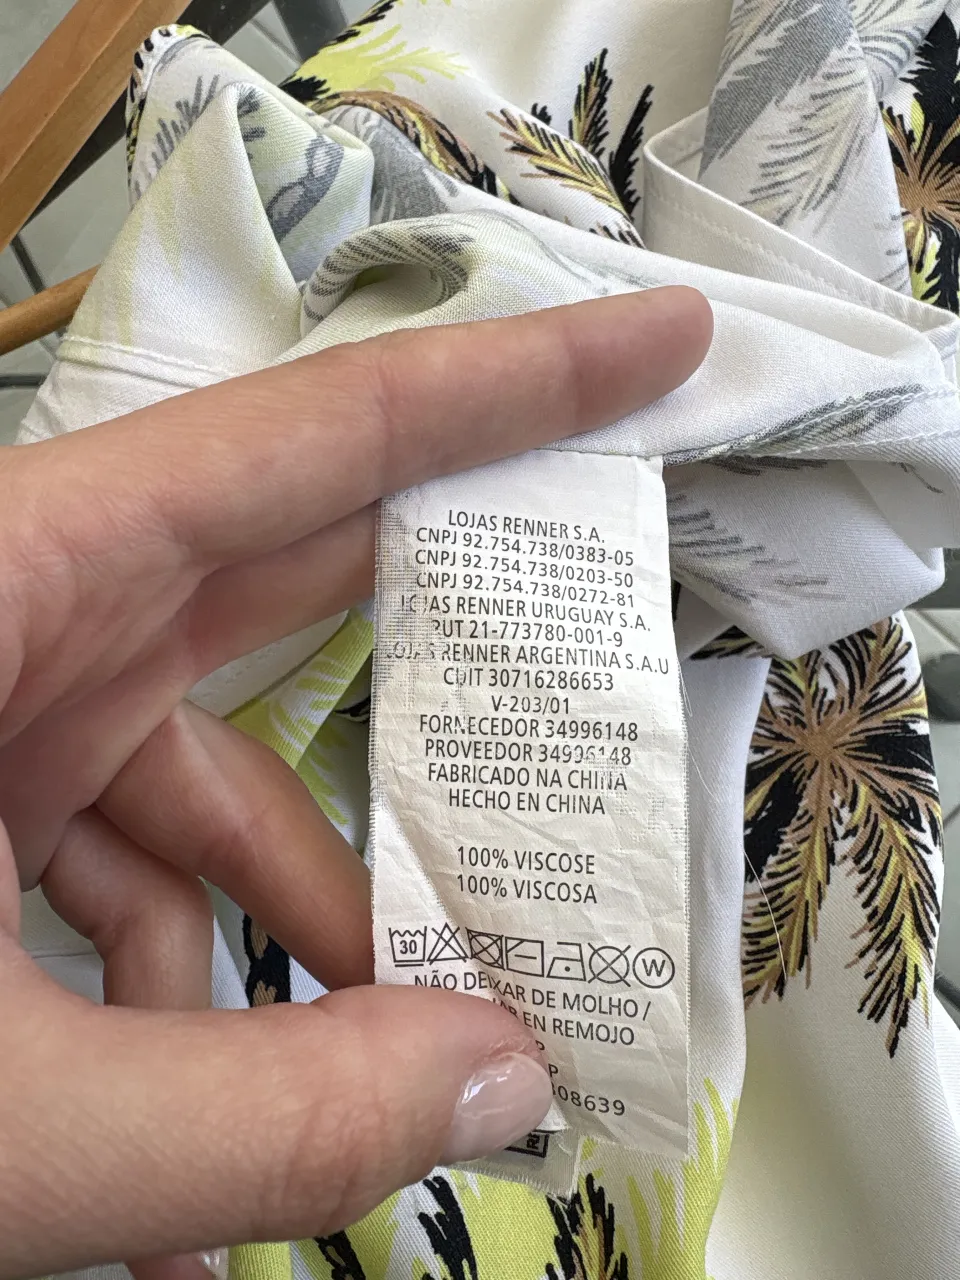 LOJAS RENNER S.A.
CNPJ 92.754.738/0383-05
CNPJ 92.754.738/0203-50
CNPJ 92.754.738/0272-81
LOJAS RENNER URUGUAY S.A.
RUT 21-773780-001-9
LOJAS RENNER ARGENTINA S.A.U
CUIT 30716286653
V-203/01
FORNECEDOR 34996148
PROVEEDOR 34996148
FABRICADO NA CHINA
HECHO EN CHINA
100% VISCOSE
100% VISCOSA
30 W
NÃO DEIXAR DE MOLHO /
EN REMOJO
P
P
08639